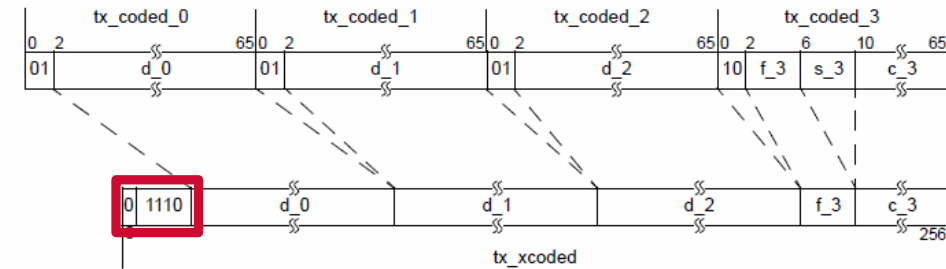 tx_coded_0 tx_coded_1 tx_coded_2 tx_coded_3
0 2 65 0 2 65 0 2 65 0 2 6 10 65
01 d_0 01 d_1 01 d_2 10 f_3 s_3 c_3
0 1110 d_0 d_1 d_2 f_3 c_3
256
tx_xcoded